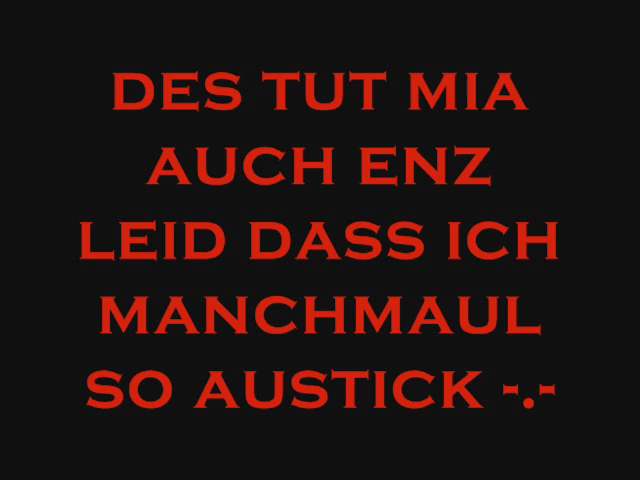 DES TUT MIA
AUCH ENZ
LEID DASS ICH
MANCHMAUL
SO AUSTICK -.-